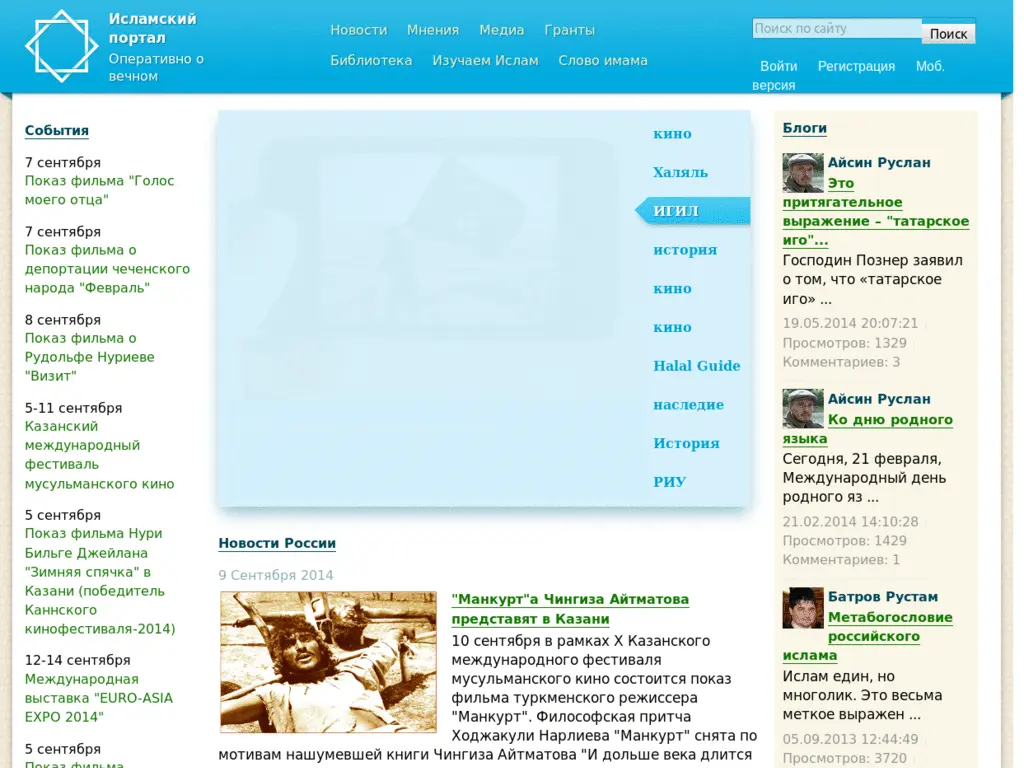 Исламский
портал
Оперативно о
вечном
Новости Мнения Медиа Гранты
Библиотека Изучаем Ислам Слово имама
Поиск по сайту Поиск
Войти Регистрация Моб.
версия
События
7 сентября
Показ фильма "Голос
моего отца"
7 сентября
Показ фильма о
депортации чеченского
народа "Февраль"
8 сентября
Показ фильма о
Рудольфе Нуриеве
"Визит"
5-11 сентября
Казанский
международный
фестиваль
мусульманского кино
5 сентября
Показ фильма Нури
Бильге Джейлана
"Зимняя спячка" в
Казани (победитель
Каннского
кинофестиваля-2014)
12-14 сентября
Международная
выставка "EURO-ASIA
EXPO 2014"
5 сентября
Показ фильма
кино
Халяль
ИГИЛ
история
кино
кино
Halal Guide
наследие
История
РИУ
Новости России
9 Сентября 2014
"Манкурт"а Чингиза Айтматова
представят в Казани
10 сентября в рамках X Казанского
международного фестиваля
мусульманского кино состоится показ
фильма туркменского режиссера
"Манкурт". Философская притча
Ходжакули Нарлиева "Манкурт" снята по
мотивам нашумевшей книги Чингиза Айтматова "И дольше века длится
Блоги
Айсин Руслан
Это
притягательное
выражение – "татарское
иго"...
Господин Познер заявил
о том, что «татарское
иго» ...
19.05.2014 20:07:21
Просмотров: 1329
Комментариев: 3
Айсин Руслан
Ко дню родного
языка
Сегодня, 21 февраля,
Международный день
родного яз ...
21.02.2014 14:10:28
Просмотров: 1429
Комментариев: 1
Батров Рустам
Метабогословие
российского
ислама
Ислам един, но
многолик. Это весьма
меткое выражен ...
05.09.2013 12:44:49
Просмотров: 3720